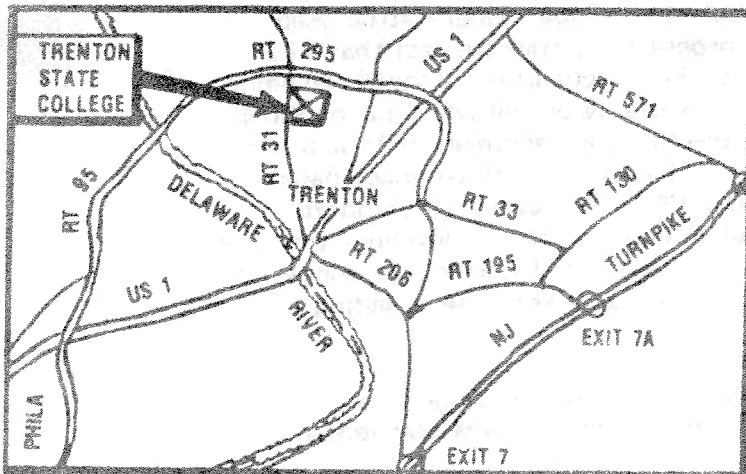 TRENTON
STATE
COLLEGE
RT 295
US 1
RT 571
RT 31
RT 95
DELAWARE
TRENTON
RT 130
RT 33
TURNPIKE
RT 206
RT 195
US 1
RIVER
NJ
EXIT 7A
PHILA
EXIT 7